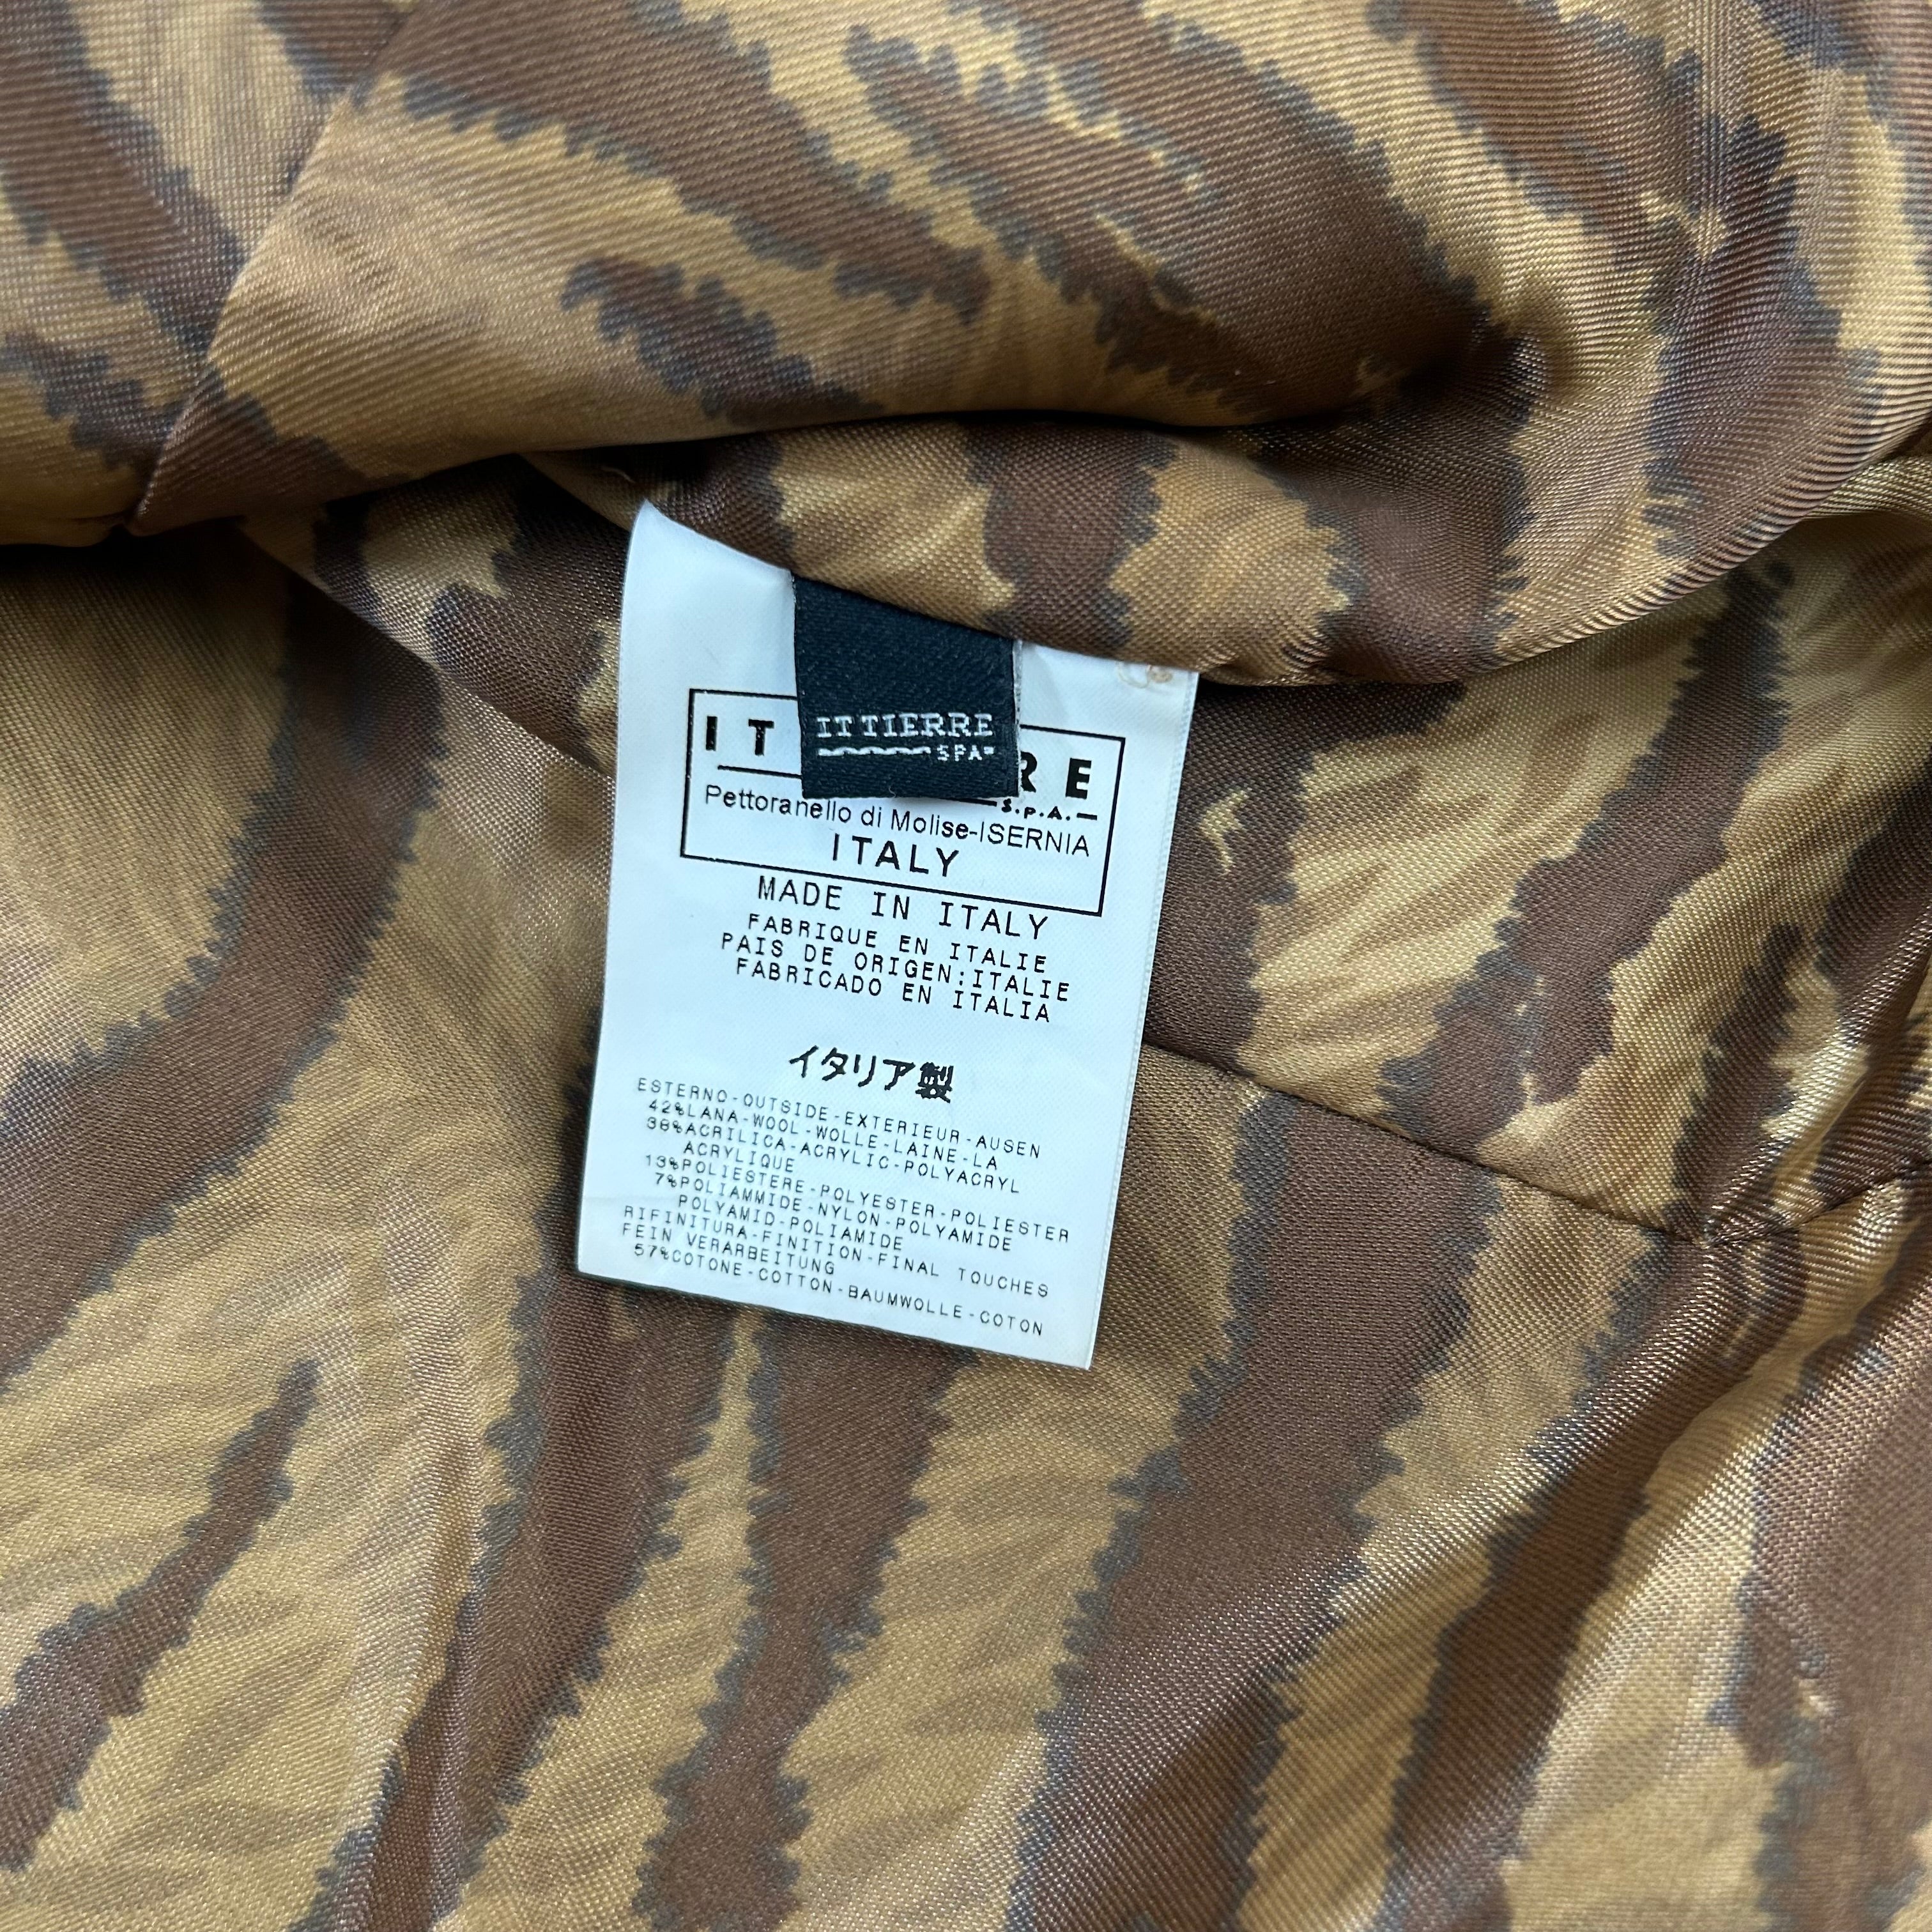 ITTIERRE
SPA
IT RE
S.p.A.
Pettoranello di Molise-ISERNIA
ITALY
MADE IN ITALY
FABRIQUE EN ITALIE
PAIS DE ORIGEN:ITALIE
FABRICADO EN ITALIA
イタリア製
ESTERNO-OUTSIDE-EXTERIEUR-AUSEN
42%LANA-WOOL-WOLLE-LAINE-LA
38%ACRILICA-ACRYLIC-POLYACRYL
ACRYLIQUE
13%POLIESTERE-POLYESTER-POLIESTER
7%POLIAMMIDE-NYLON-POLYAMIDE
POLYAMID-POLIAMIDE
RIFINITURA-FINITION-FINAL TOUCHES
FEIN VERARBEITUNG
57%COTONE-COTTON-BAUMWOLLE-COTON